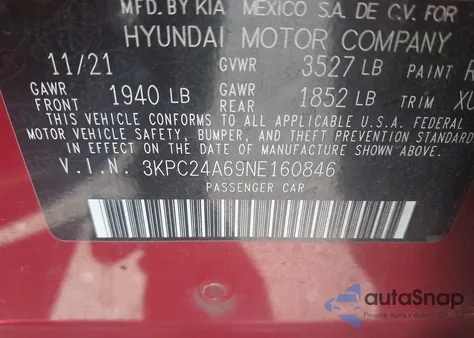 MFD. BY KIA MEXICO S.A. DE C.V. FOR
HYUNDAI MOTOR COMPANY
11/21 GVWR 3527 LB PAINT
GAWR FRONT 1940 LB GAWR REAR 1852 LB TRIM
THIS VEHICLE CONFORMS TO ALL APPLICABLE U.S.A. FEDERAL
MOTOR VEHICLE SAFETY, BUMPER, AND THEFT PREVENTION STANDARDS
IN EFFECT ON THE DATE OF MANUFACTURE SHOWN ABOVE.
V.I.N. 3KPC24A69NE160846
PASSENGER CAR
autoSnap